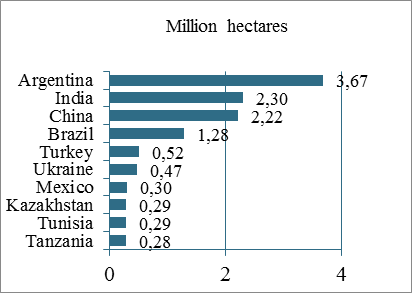 Million hectares
Argentina 3,67
India 2,30
China 2,22
Brazil 1,28
Turkey 0,52
Ukraine 0,47
Mexico 0,30
Kazakhstan 0,29
Tunisia 0,29
Tanzania 0,28
0 2 4